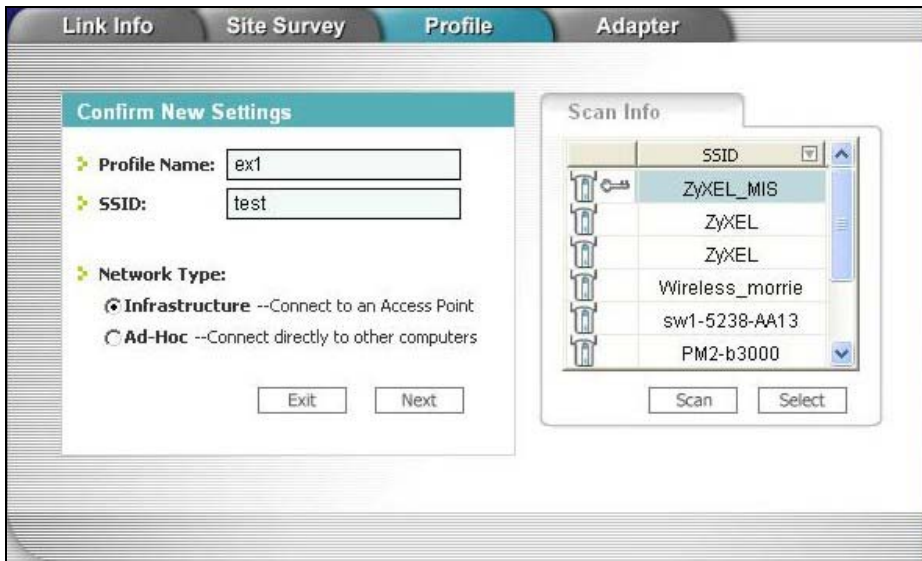 Link Info
Site Survey
Profile
Adapter
Confirm New Settings
Profile Name: ex1
SSID: test
Network Type:
Infrastructure --Connect to an Access Point
Ad-Hoc --Connect directly to other computers
Exit
Next
Scan Info
SSID
ZyXEL_MIS
ZyXEL
ZyXEL
Wireless_morrie
sw1-5238-AA13
PM2-b3000
Scan
Select